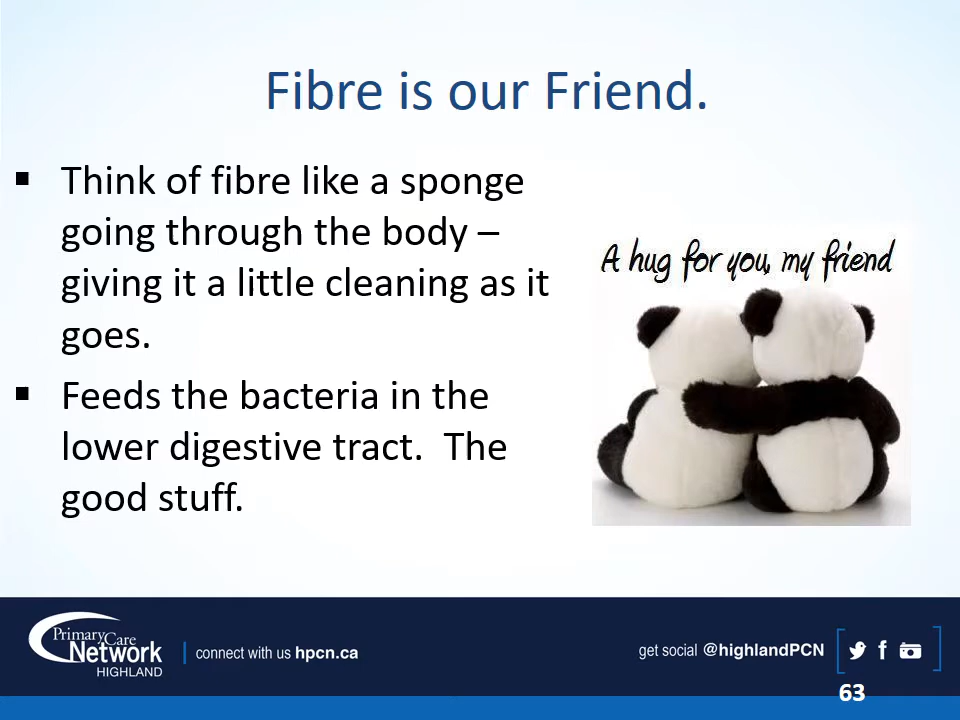 Fibre is our Friend.
▪ Think of fibre like a sponge
going through the body –
giving it a little cleaning as it
goes.
▪ Feeds the bacteria in the
lower digestive tract.  The
good stuff.
A hug for you, my friend
PrimaryCare
Network
HIGHLAND
connect with us hpcn.ca
get social @highlandPCN
63